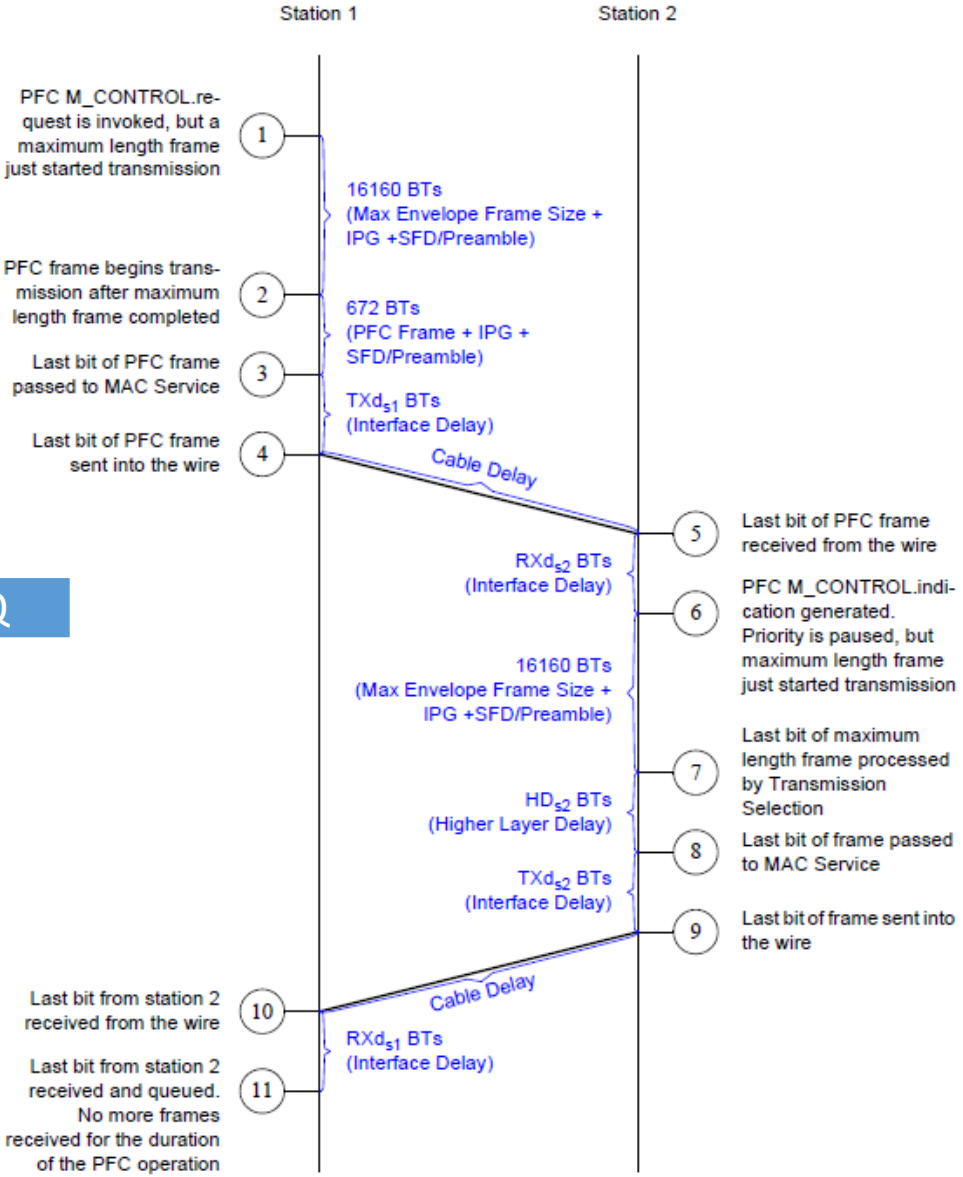 Station 1
Station 2
PFC M_CONTROL.re-
quest is invoked, but a
maximum length frame
just started transmission
1
16160 BTs
(Max Envelope Frame Size +
IPG +SFD/Preamble)
PFC frame begins trans-
mission after maximum
length frame completed
2
672 BTs
(PFC Frame + IPG +
SFD/Preamble)
Last bit of PFC frame
passed to MAC Service
3
TXds1 BTs
(Interface Delay)
Last bit of PFC frame
sent into the wire
4
Cable Delay
5
Last bit of PFC frame
received from the wire
RXds2 BTs
(Interface Delay)
6
PFC M_CONTROL.indi-
cation generated.
Priority is paused, but
maximum length frame
just started transmission
16160 BTs
(Max Envelope Frame Size +
IPG +SFD/Preamble)
7
Last bit of maximum
length frame processed
by Transmission
Selection
HDs2 BTs
(Higher Layer Delay)
8
Last bit of frame passed
to MAC Service
TXds2 BTs
(Interface Delay)
9
Last bit of frame sent into
the wire
Cable Delay
Last bit from station 2
received from the wire
10
RXds1 BTs
(Interface Delay)
Last bit from station 2
received and queued.
No more frames
received for the duration
of the PFC operation
11